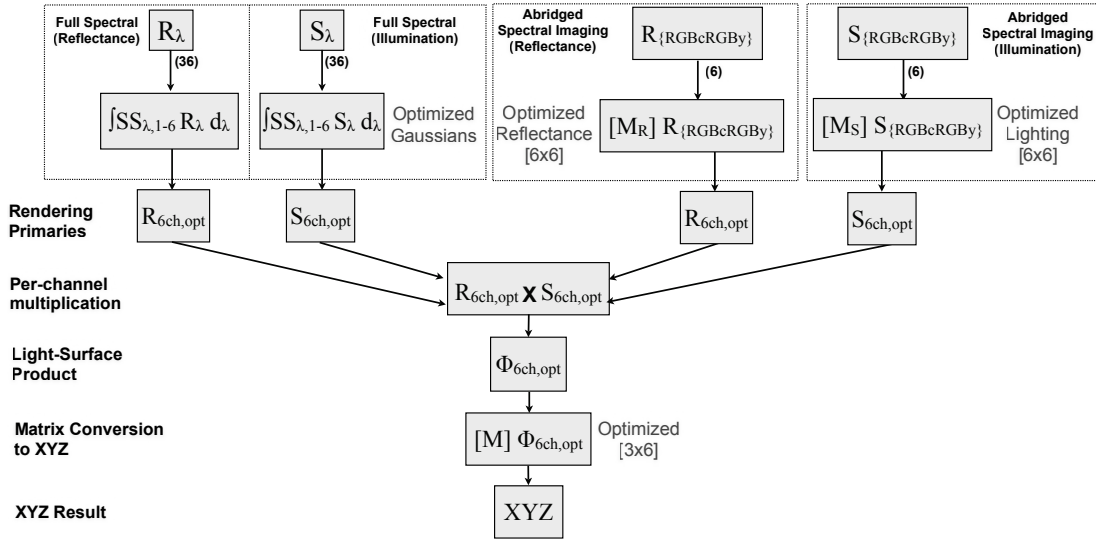 Full Spectral
(Reflectance)
Rλ
(36)
∫SSλ,1-6 Rλ dλ
Sλ
Full Spectral
(Illumination)
(36)
∫SSλ,1-6 Sλ dλ
Optimized
Gaussians
Abridged
Spectral Imaging
(Reflectance)
R{RGBcRGBy}
(6)
Optimized
Reflectance
[6x6]
[MR] R{RGBcRGBy}
S{RGBcRGBy}
Abridged
Spectral Imaging
(Illumination)
(6)
[MS] S{RGBcRGBy}
Optimized
Lighting
[6x6]
Rendering
Primaries
R6ch,opt
S6ch,opt
R6ch,opt
S6ch,opt
Per-channel
multiplication
R6ch,opt X S6ch,opt
Light-Surface
Product
Φ6ch,opt
Matrix Conversion
to XYZ
[M] Φ6ch,opt
Optimized
[3x6]
XYZ Result
XYZ